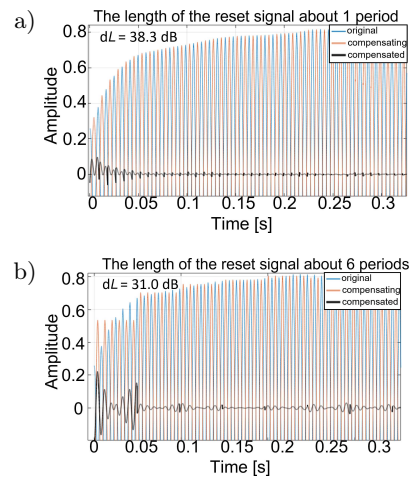 a)
The length of the reset signal about 1 period
dL = 38.3 dB
original
compensating
compensated
Amplitude
0.8
0.6
0.4
0.2
0
0 0.05 0.1 0.15 0.2 0.25 0.3
Time [s]
b)
The length of the reset signal about 6 periods
dL = 31.0 dB
original
compensating
compensated
Amplitude
0.8
0.6
0.4
0.2
0
0 0.05 0.1 0.15 0.2 0.25 0.3
Time [s]